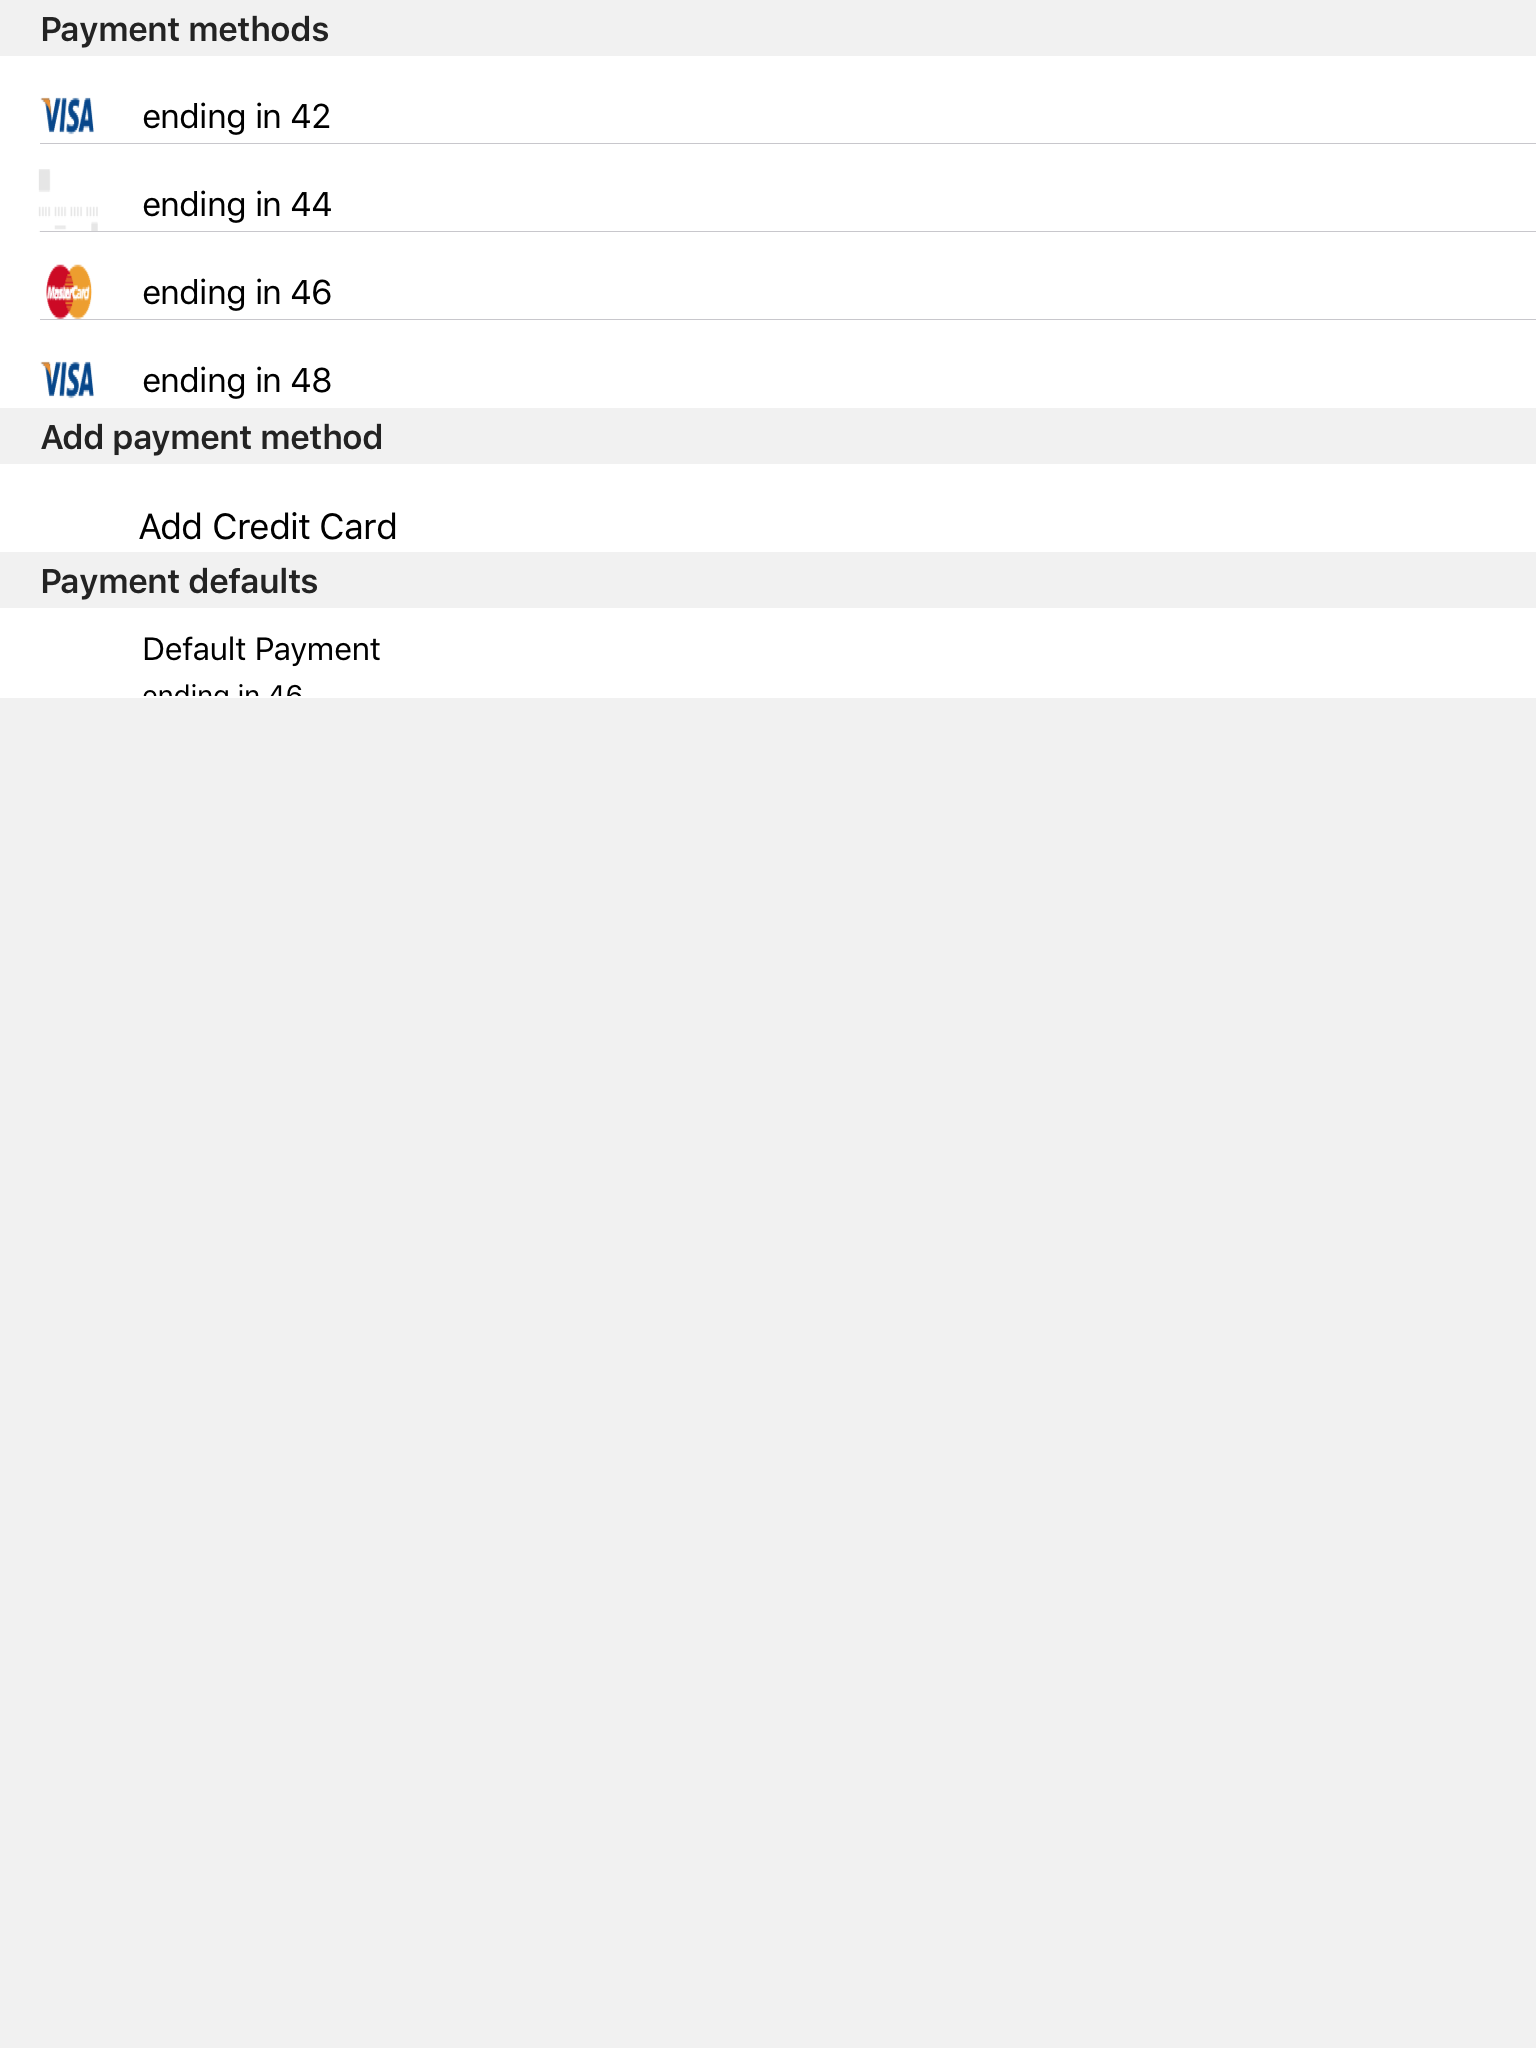 Payment methods
VISA ending in 42
ending in 44
MasterCard ending in 46
VISA ending in 48
Add payment method
Add Credit Card
Payment defaults
Default Payment
ending in 46